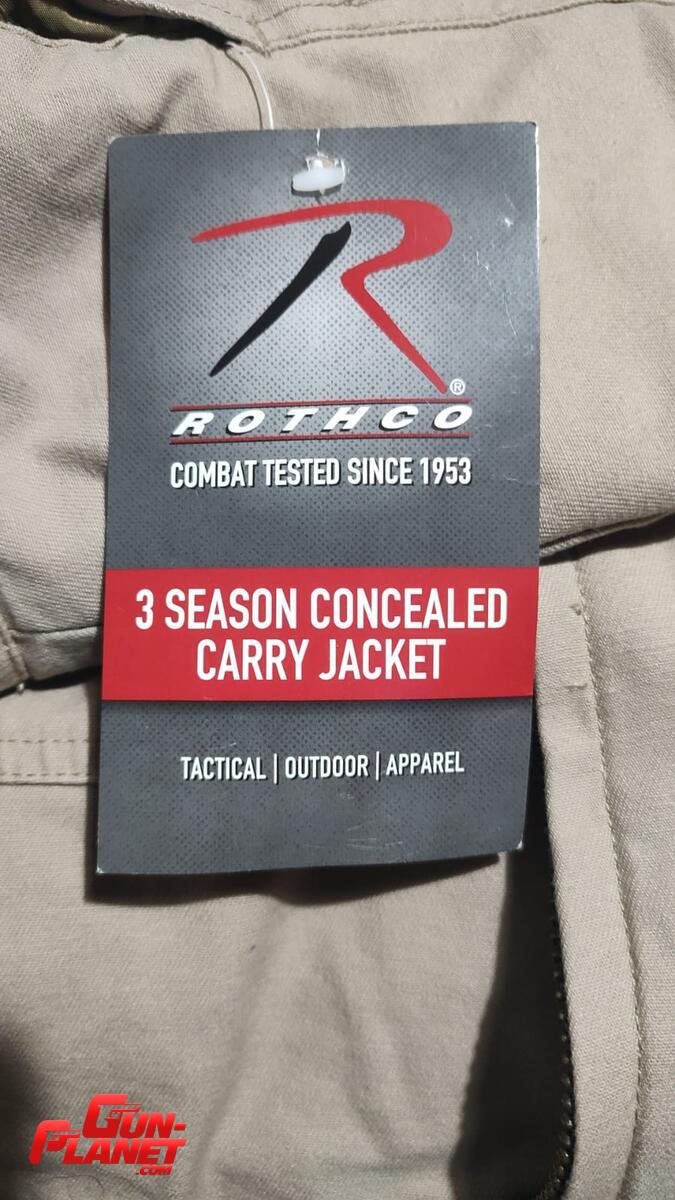 R®
ROTHCO
COMBAT TESTED SINCE 1953
3 SEASON CONCEALED
CARRY JACKET
TACTICAL | OUTDOOR | APPAREL
GUN-
PLANET
.COM